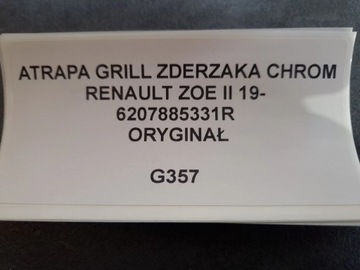 ATRAPA GRILL ZDERZAKA CHROM
RENAULT ZOE II 19-
6207885331R
ORYGINAŁ
G357